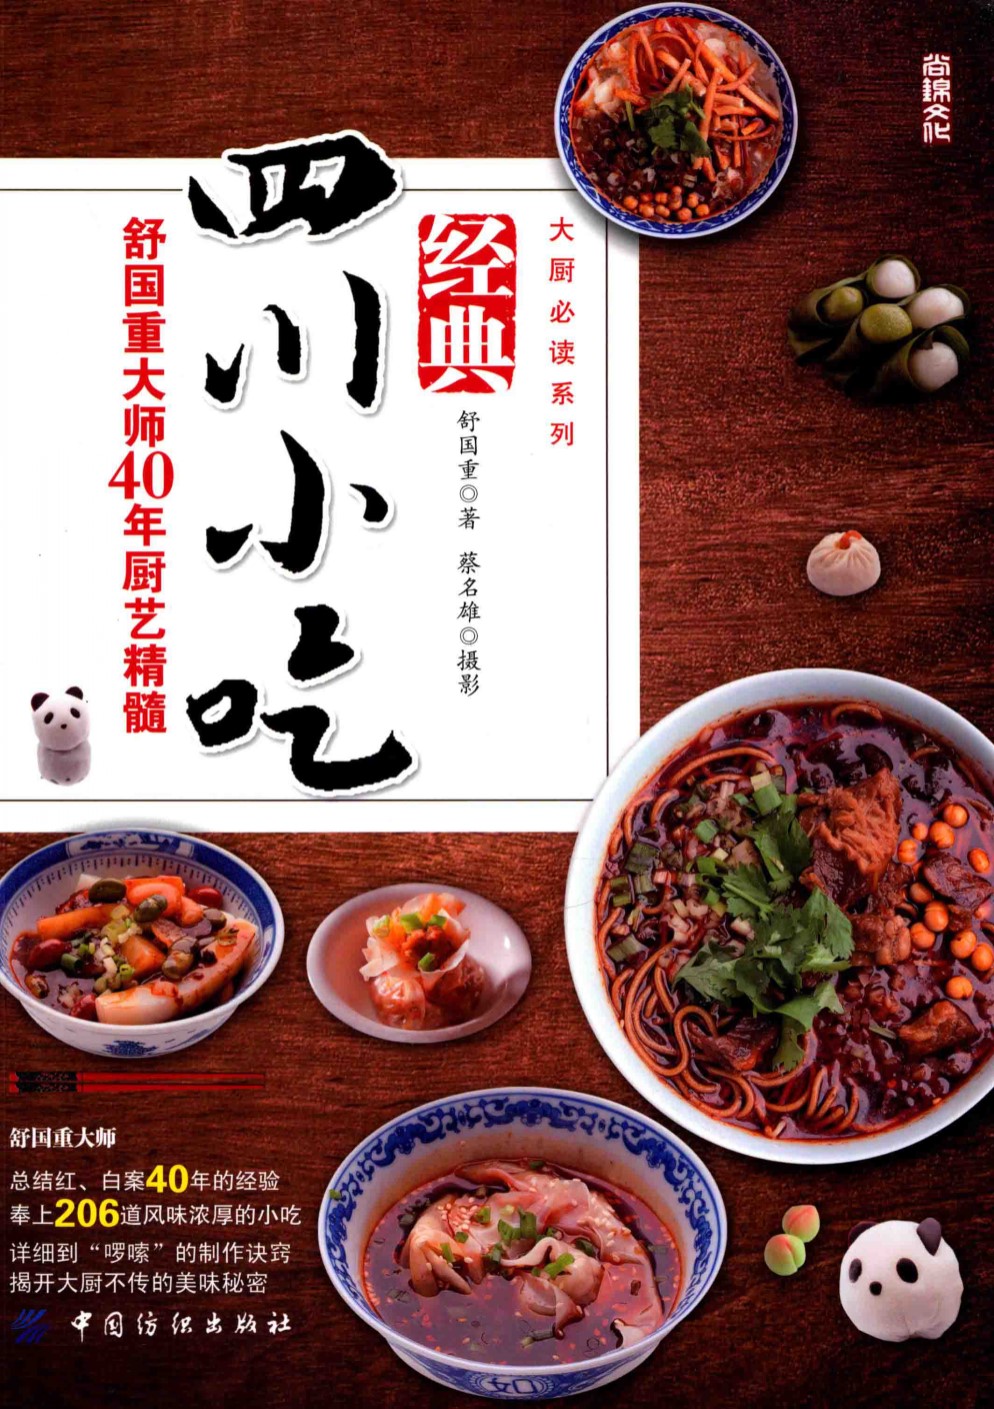 尚锦文化
大厨必读系列
经典
四川小吃
舒国重◎著 蔡名雄◎摄影
舒国重大师40年厨艺精髓
舒国重大师
总结红、白案40年的经验
奉上206道风味浓厚的小吃
详细到“啰嗦”的制作诀窍
揭开大厨不传的美味秘密
中国纺织出版社